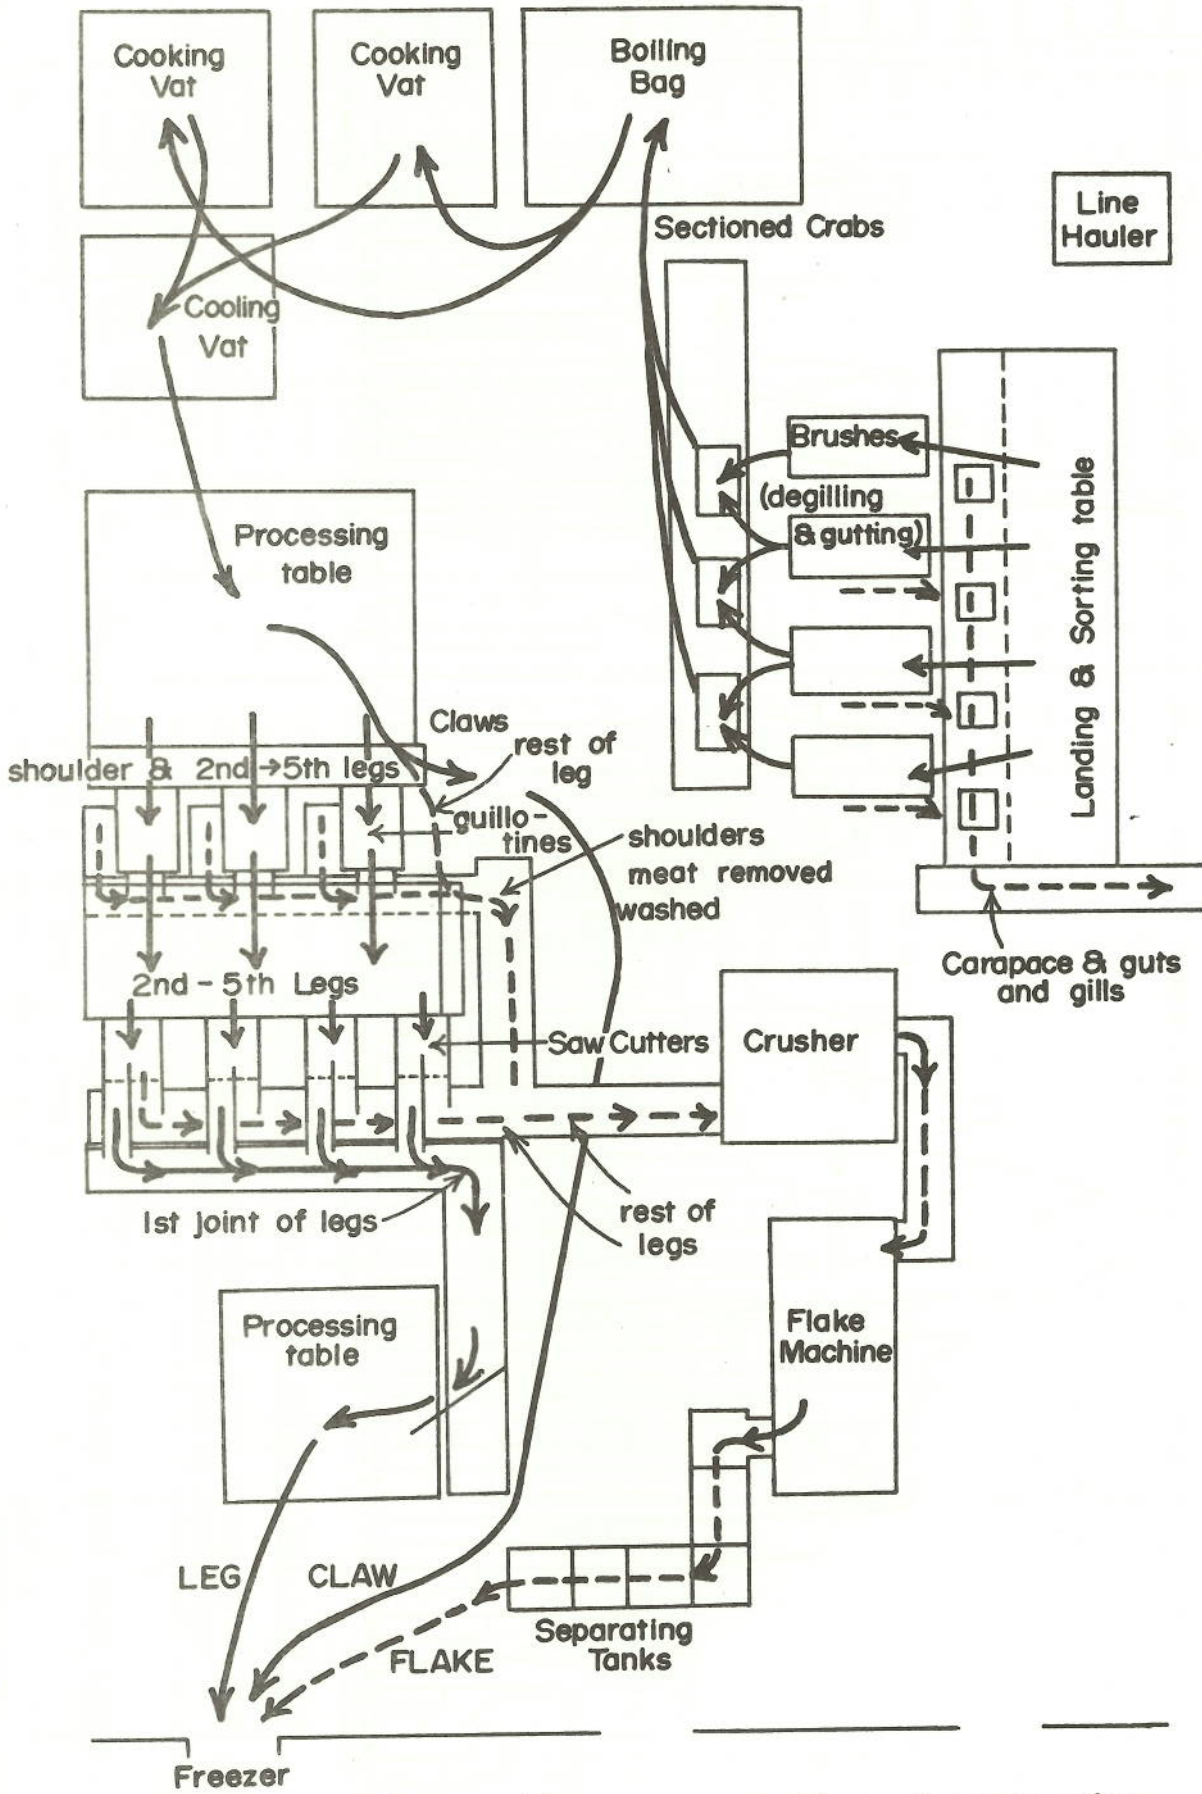 Cooking
Vat
Cooking
Vat
Boiling
Bag
Line
Hauler
Sectioned Crabs
Cooling
Vat
Brushes
(degilling
& gutting)
Landing & Sorting table
Processing
table
Claws
rest of
leg
shoulder & 2nd→5th legs
guillo-
tines
shoulders
meat removed
washed
2nd - 5th Legs
Saw Cutters
Crusher
Carapace & guts
and gills
1st joint of legs
rest of
legs
Processing
table
Flake
Machine
LEG
CLAW
FLAKE
Separating
Tanks
Freezer